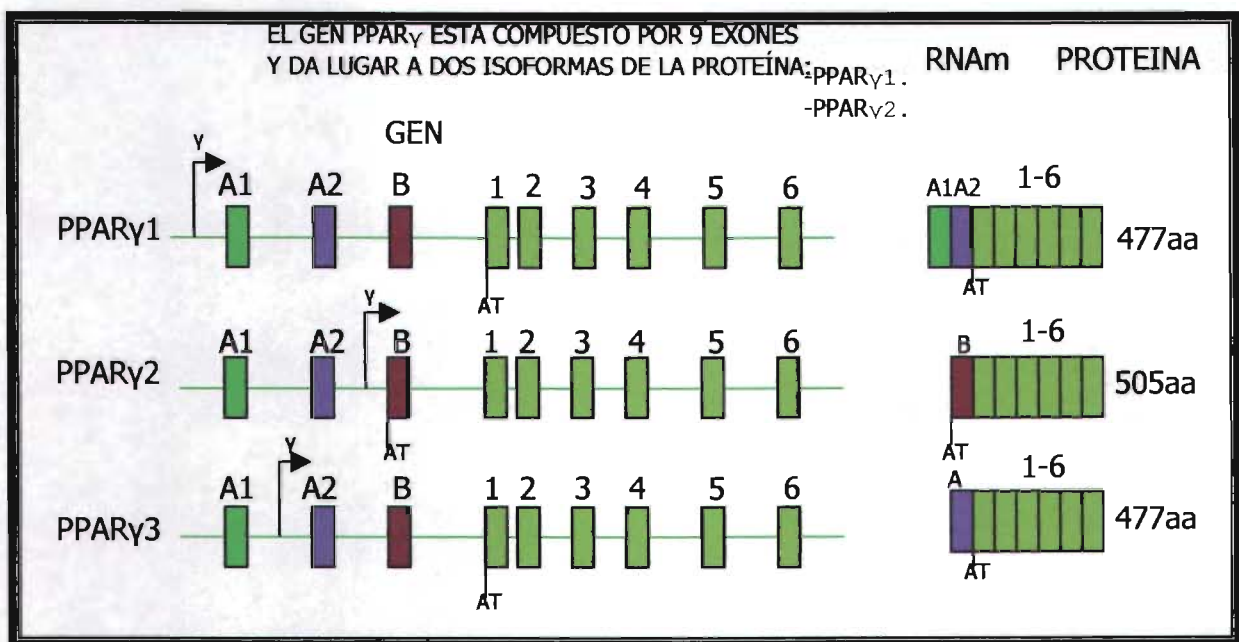 EL GEN PPARγ ESTA COMPUESTO POR 9 EXONES
Y DA LUGAR A DOS ISOFORMAS DE LA PROTEÍNA:
-PPARγ1.
-PPARγ2.
RNAm PROTEINA
GEN
γ
A1 A2 B 1 2 3 4 5 6
A1 A2 1-6
PPARγ1
477aa
AT
AT
γ
A1 A2 B 1 2 3 4 5 6
B 1-6
PPARγ2
505aa
AT
AT
γ
A1 A2 B 1 2 3 4 5 6
A 1-6
PPARγ3
477aa
AT
AT